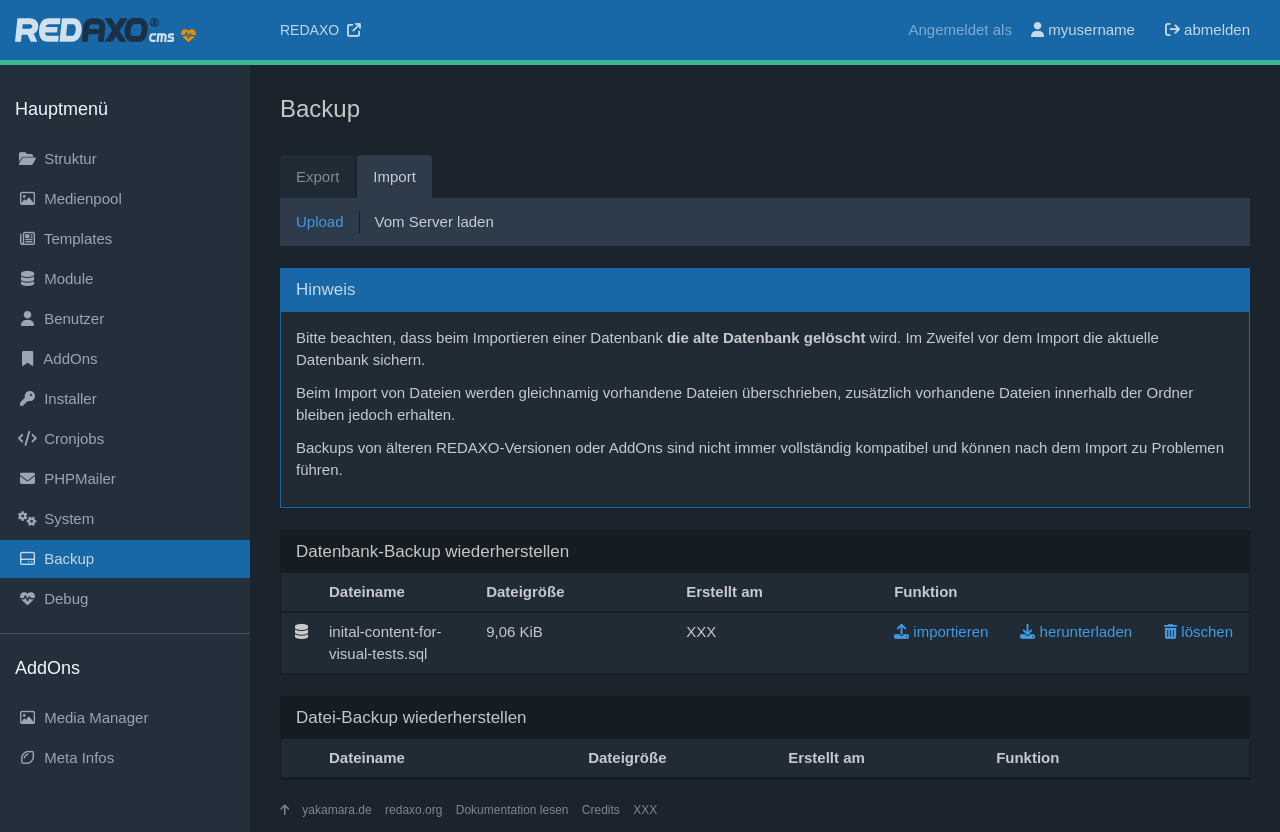 REDAXO® cms
REDAXO
Angemeldet als myusername abmelden
Hauptmenü
Struktur
Medienpool
Templates
Module
Benutzer
AddOns
Installer
Cronjobs
PHPMailer
System
Backup
Debug
AddOns
Media Manager
Meta Infos
Backup
Export Import
Upload Vom Server laden
Hinweis
Bitte beachten, dass beim Importieren einer Datenbank die alte Datenbank gelöscht wird. Im Zweifel vor dem Import die aktuelle
Datenbank sichern.
Beim Import von Dateien werden gleichnamig vorhandene Dateien überschrieben, zusätzlich vorhandene Dateien innerhalb der Ordner
bleiben jedoch erhalten.
Backups von älteren REDAXO-Versionen oder AddOns sind nicht immer vollständig kompatibel und können nach dem Import zu Problemen
führen.
Datenbank-Backup wiederherstellen
Dateiname Dateigröße Erstellt am Funktion
inital-content-for- 9,06 KiB XXX importieren herunterladen löschen
visual-tests.sql
Datei-Backup wiederherstellen
Dateiname Dateigröße Erstellt am Funktion
yakamara.de redaxo.org Dokumentation lesen Credits XXX